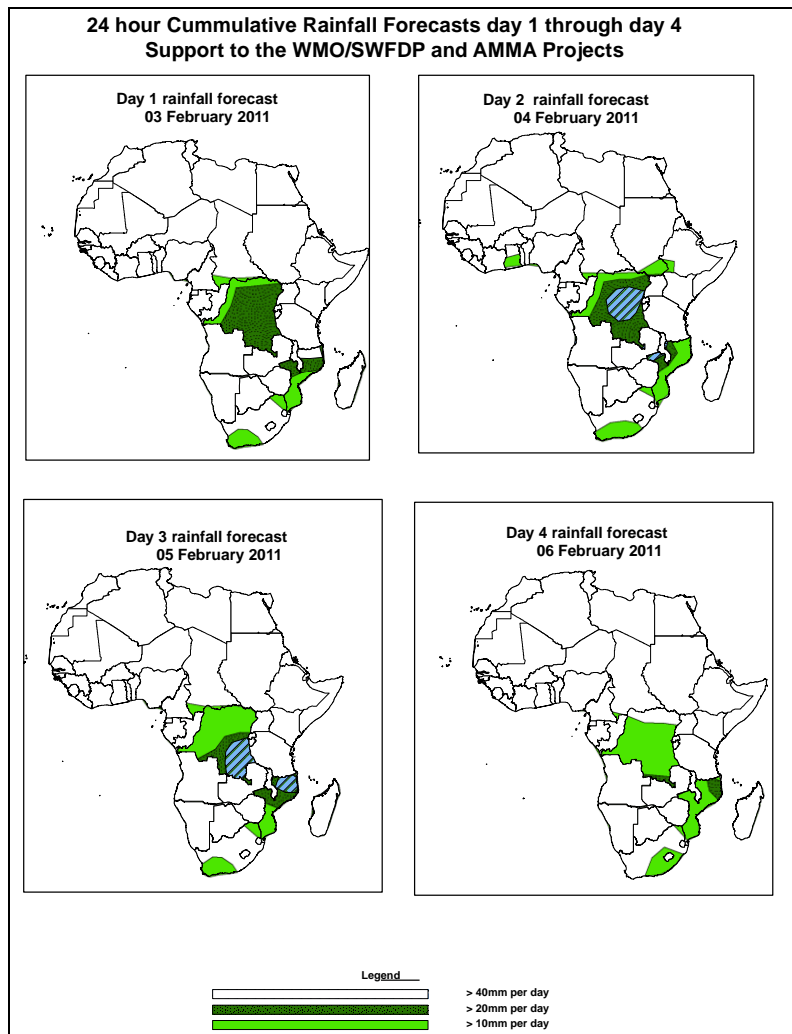 24 hour Cummulative Rainfall Forecasts day 1 through day 4
Support to the WMO/SWFDP and AMMA Projects
Day 1 rainfall forecast
03 February 2011
Day 2 rainfall forecast
04 February 2011
Day 3 rainfall forecast
05 February 2011
Day 4 rainfall forecast
06 February 2011
Legend
> 40mm per day
> 20mm per day
> 10mm per day